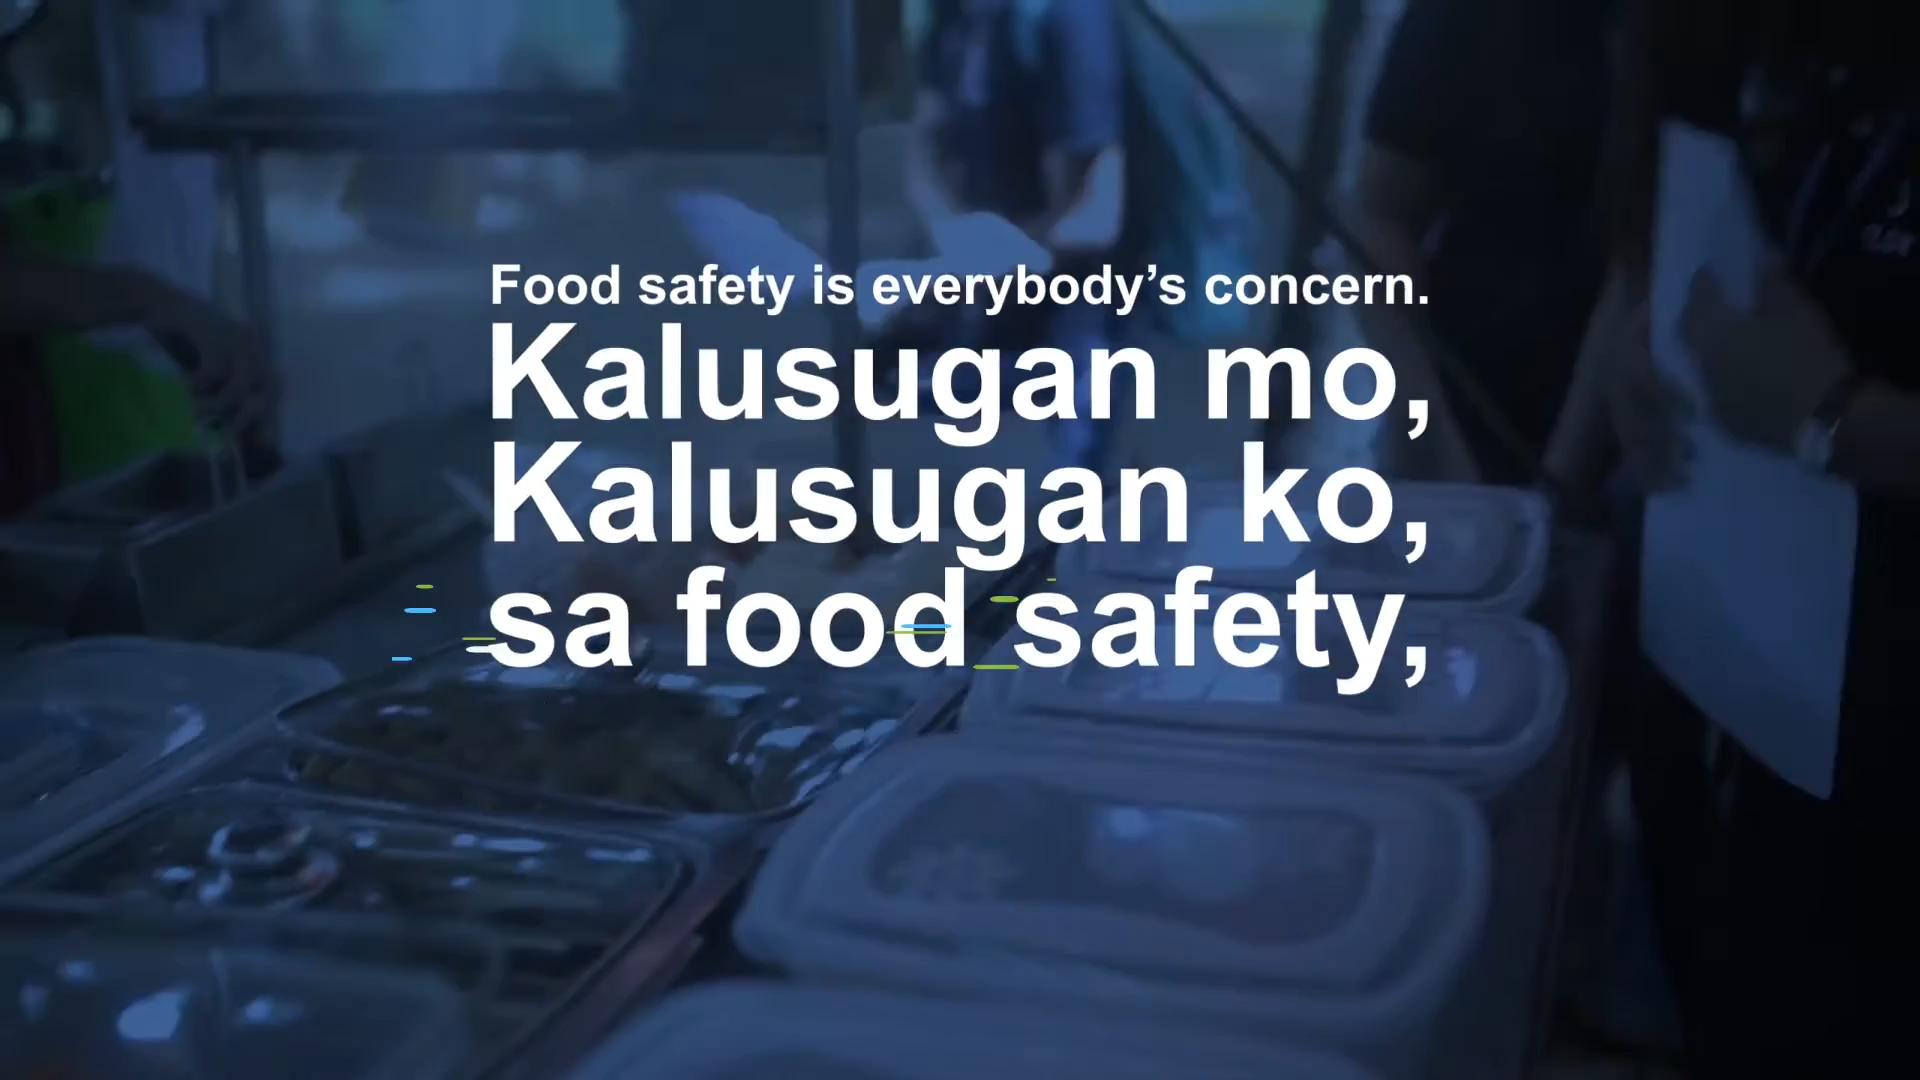 Food safety is everybody’s concern.
Kalusugan mo,
Kalusugan ko,
sa food safety,